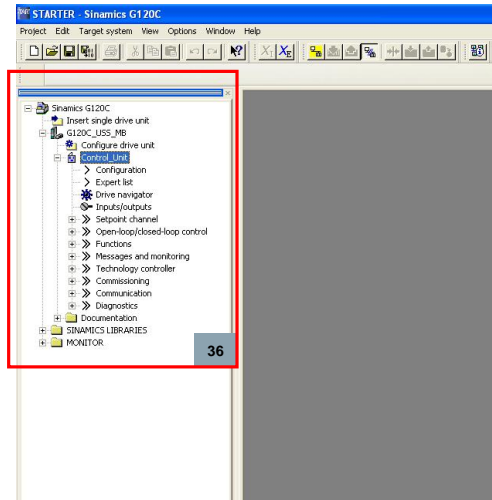 STARTER - Sinamics G120C
Project Edit Target system View Options Window Help
Sinamics G120C
Insert single drive unit
G120C_USS_MB
Configure drive unit
Control_Unit
Configuration
Expert list
Drive navigator
Inputs/outputs
Setpoint channel
Open-loop/closed-loop control
Functions
Messages and monitoring
Technology controller
Commissioning
Communication
Diagnostics
Documentation
SINAMICS LIBRARIES
MONITOR
36